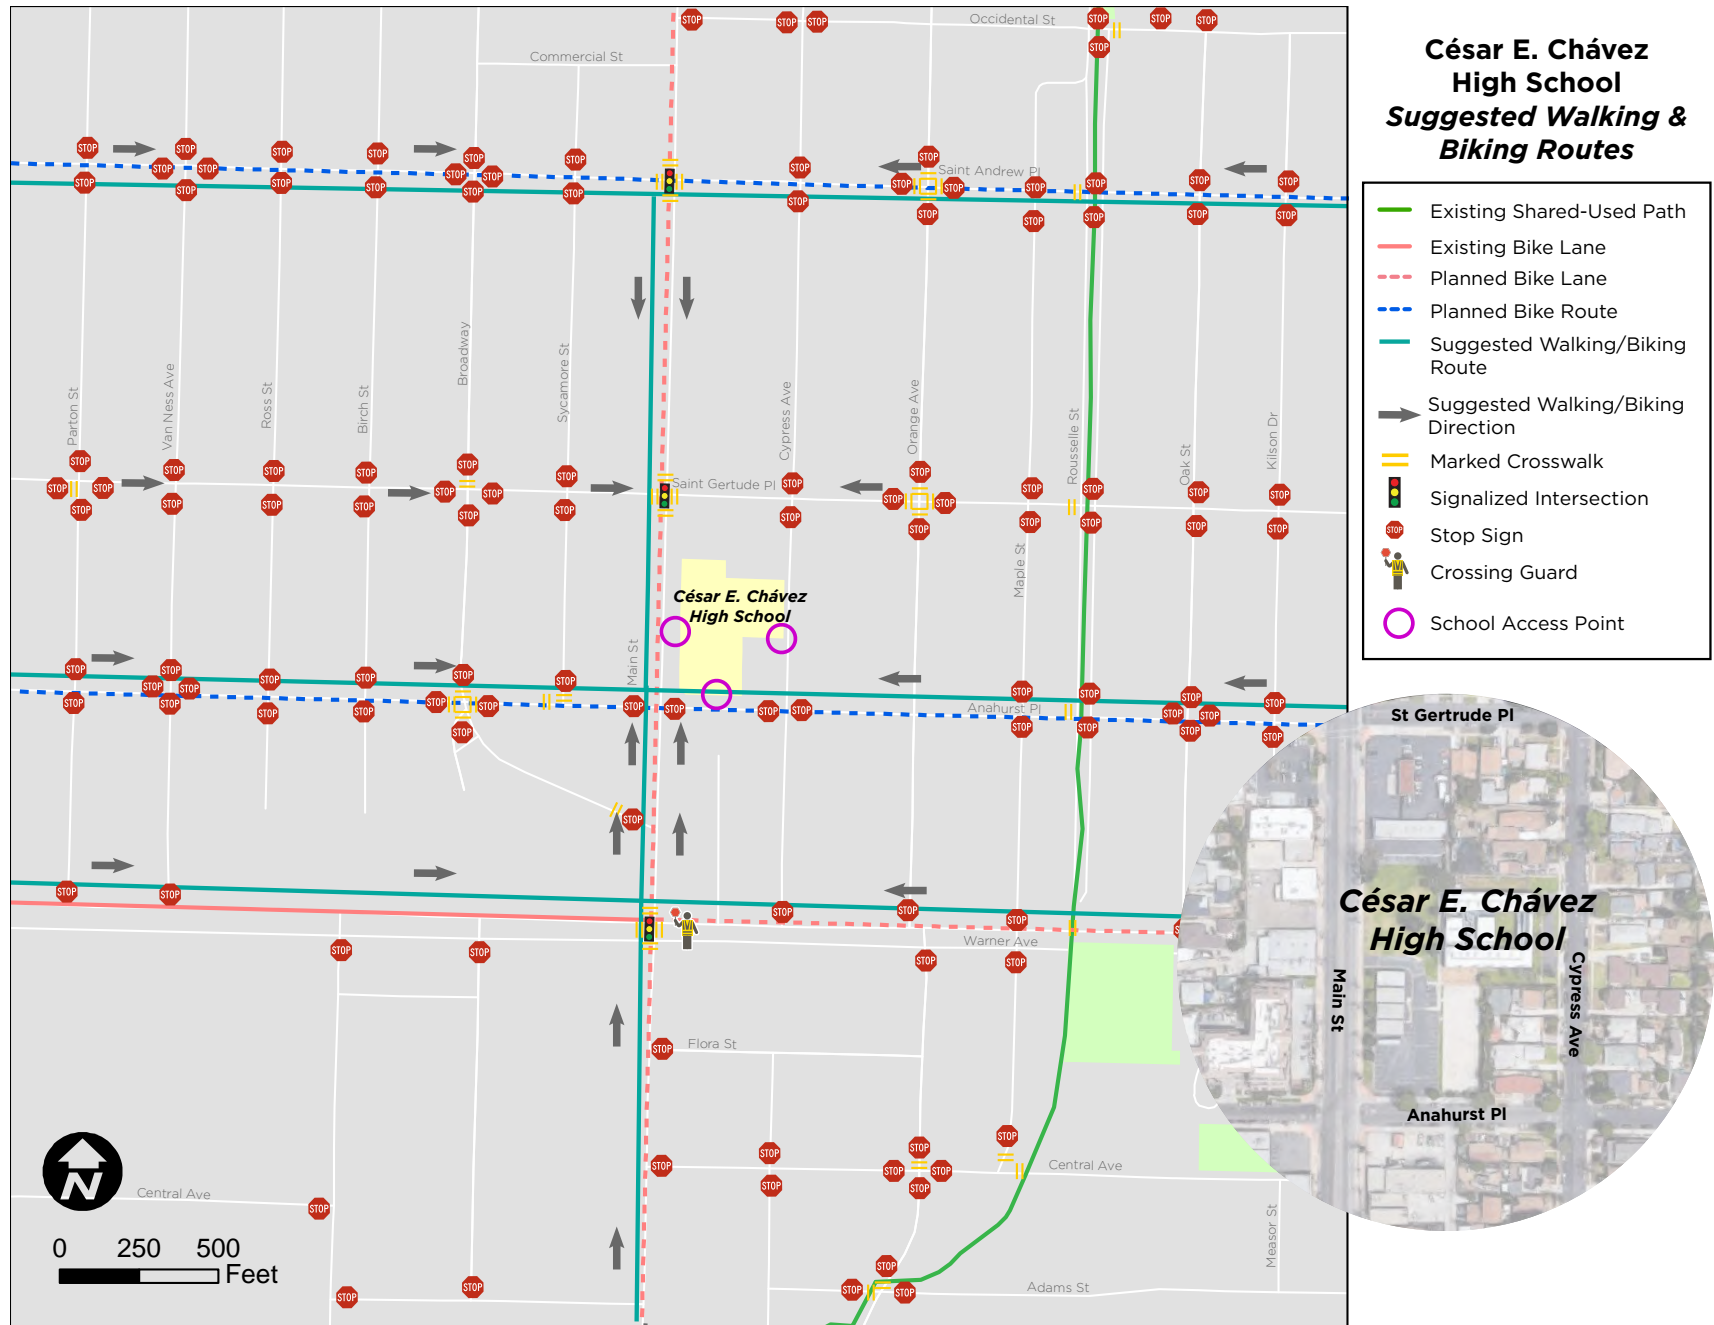 César E. Chávez
High School
Suggested Walking &
Biking Routes
Existing Shared-Used Path
Existing Bike Lane
Planned Bike Lane
Planned Bike Route
Suggested Walking/Biking
Route
Suggested Walking/Biking
Direction
Marked Crosswalk
Signalized Intersection
STOP
Stop Sign
Crossing Guard
School Access Point
Occidental St
Commercial St
Saint Andrew Pl
Parton St
Van Ness Ave
Ross St
Birch St
Broadway
Sycamore St
Cypress Ave
Orange Ave
Rousselle St
Oak St
Kilson Dr
Saint Gertude Pl
Maple St
César E. Chávez
High School
Main St
Anahurst Pl
Warner Ave
Flora St
Central Ave
Central Ave
Measor St
Adams St
N
0 250 500
Feet
St Gertrude Pl
César E. Chávez
High School
Main St
Cypress Ave
Anahurst Pl